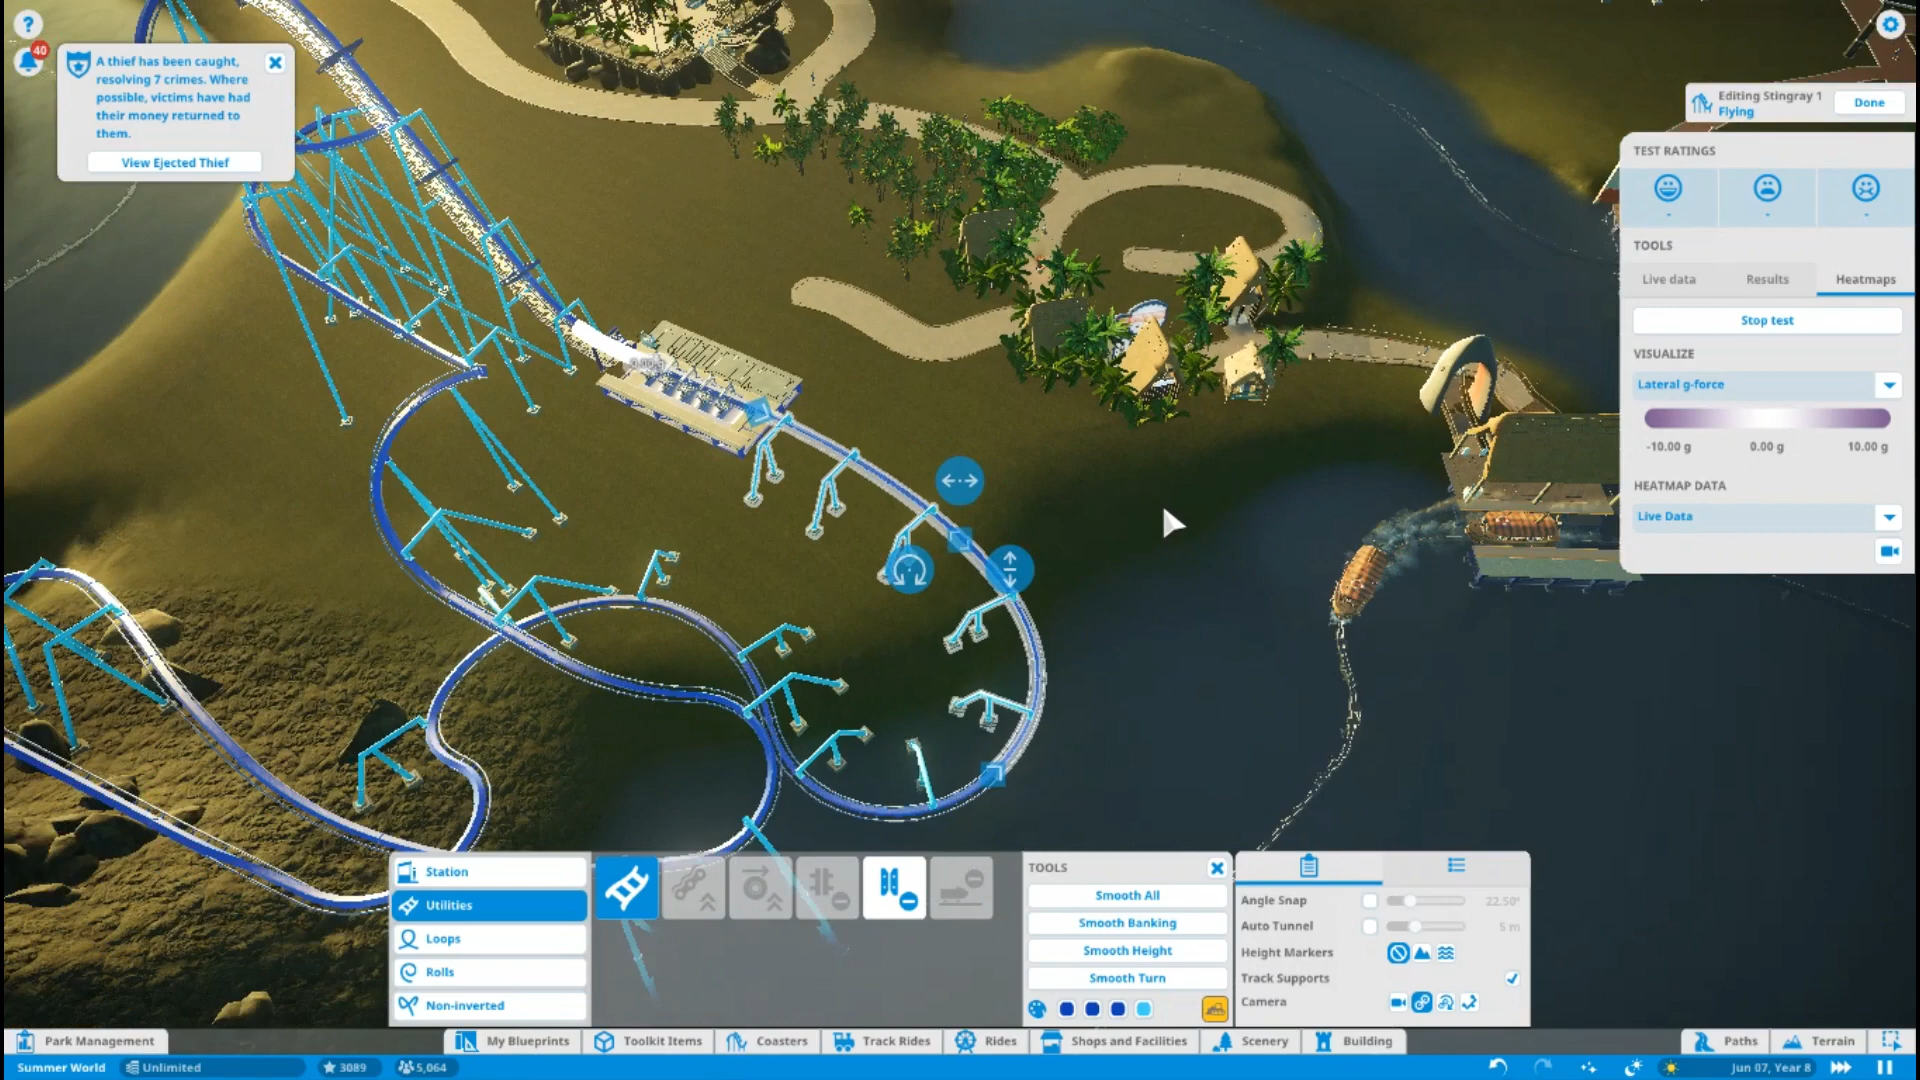 ?
40
A thief has been caught,
resolving 7 crimes. Where
possible, victims have had
their money returned to
them.
View Ejected Thief
Editing Stingray 1
Flying
Done
TEST RATINGS
-
-
-
TOOLS
Live data
Results
Heatmaps
Stop test
VISUALIZE
Lateral g-force
-10.00 g
0.00 g
10.00 g
HEATMAP DATA
Live Data
0.00 g
Station
Utilities
Loops
Rolls
Non-inverted
TOOLS
Smooth All
Smooth Banking
Smooth Height
Smooth Turn
Angle Snap
22.50°
Auto Tunnel
5 m
Height Markers
Track Supports
Camera
Park Management
My Blueprints
Toolkit Items
Coasters
Track Rides
Rides
Shops and Facilities
Scenery
Building
Paths
Terrain
Summer World
Unlimited
3089
5,064
Jun 07, Year 8